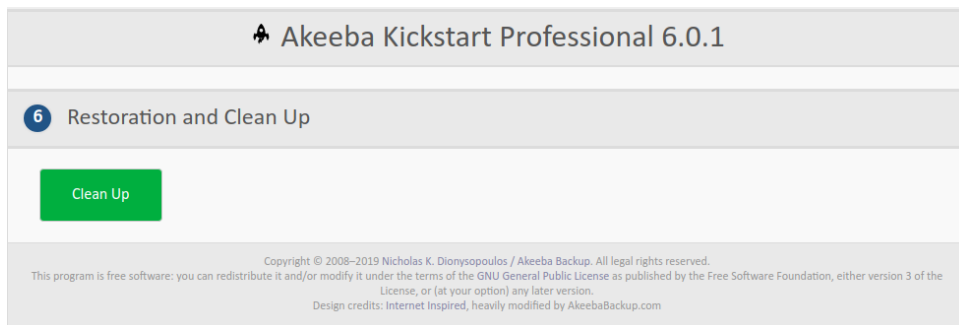 Akeeba Kickstart Professional 6.0.1
6 Restoration and Clean Up
Clean Up
Copyright © 2008–2019 Nicholas K. Dionysopoulos / Akeeba Backup. All legal rights reserved.
This program is free software: you can redistribute it and/or modify it under the terms of the GNU General Public License as published by the Free Software Foundation, either version 3 of the
License, or (at your option) any later version.
Design credits: Internet Inspired, heavily modified by AkeebaBackup.com